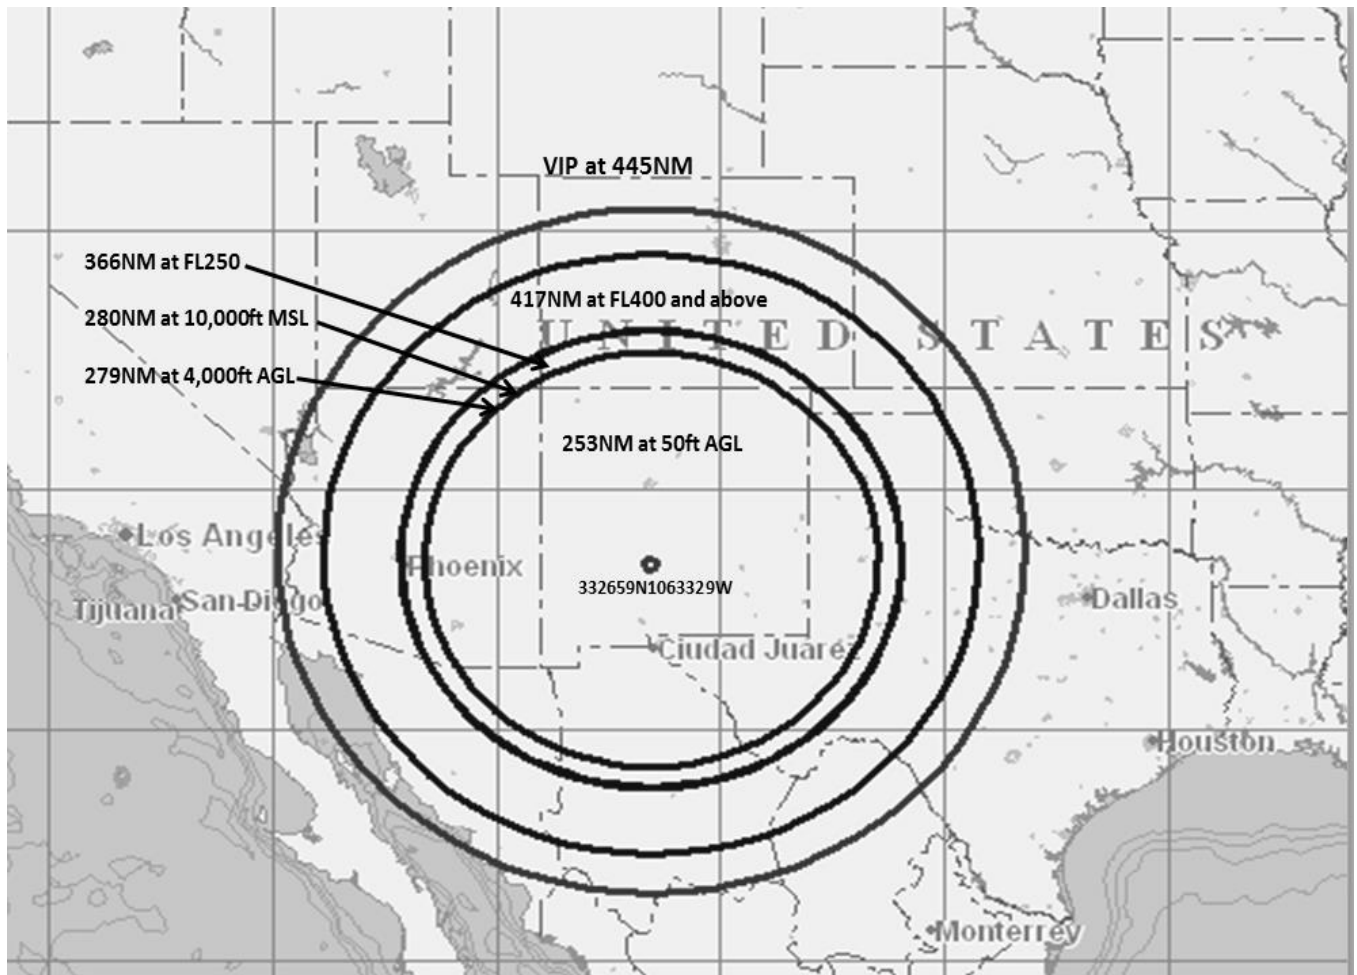 VIP at 445NM
366NM at FL250
417NM at FL400 and above
280NM at 10,000ft MSL
UNITED STATES
279NM at 4,000ft AGL
253NM at 50ft AGL
Los Angeles
Phoenix
332659N1063329W
Tijuana
San Diego
Dallas
Ciudad Juárez
Houston
Monterrey